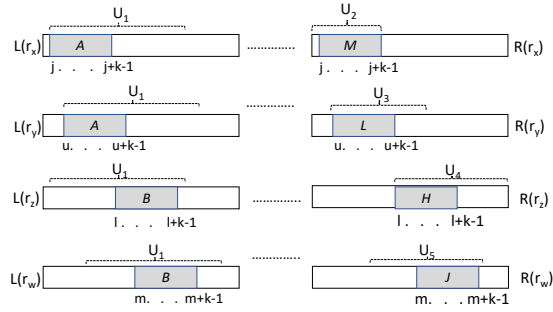 U1 U2
L(rx) A ............... M R(rx)
j . . . j+k-1 j . . . j+k-1
U1 ............... U3
L(ry) A L R(ry)
u . . . u+k-1 u . . . u+k-1
U1 U4
L(rz) B ............... H R(rz)
l . . . l+k-1 l . . . l+k-1
U1 ............... U5
L(rw) B J R(rw)
m. . . . m+k-1 m. . . . m+k-1